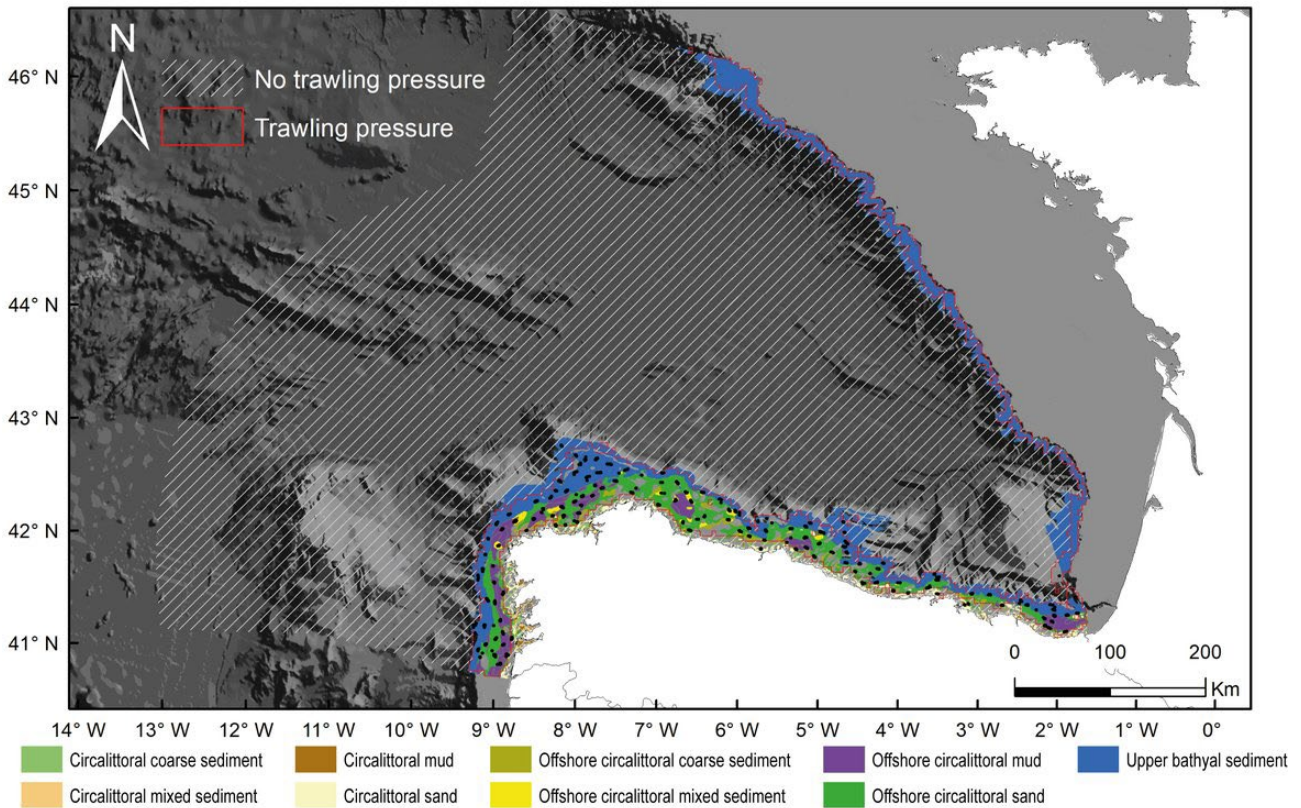 N
No trawling pressure
Trawling pressure
46° N
45° N
44° N
43° N
42° N
41° N
0 100 200
Km
14° W 13° W 12° W 11° W 10° W 9° W 8° W 7° W 6° W 5° W 4° W 3° W 2° W 1° W 0°
Circalittoral coarse sediment Circalittoral mud Offshore circalittoral coarse sediment Offshore circalittoral mud Upper bathyal sediment
Circalittoral mixed sediment Circalittoral sand Offshore circalittoral mixed sediment Offshore circalittoral sand